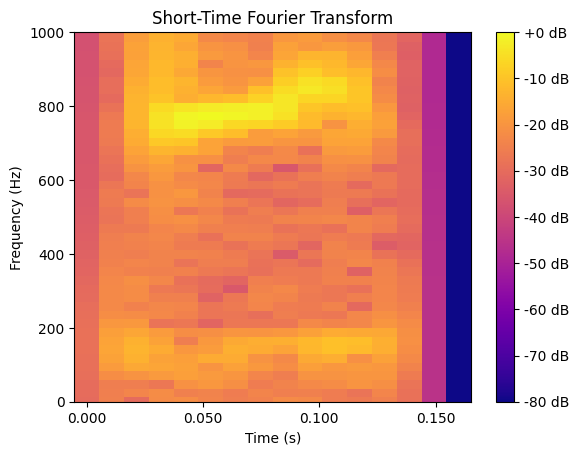 Short-Time Fourier Transform
1000
800
600
400
200
0
Frequency (Hz)
0.000
0.050
0.100
0.150
Time (s)
+0 dB
-10 dB
-20 dB
-30 dB
-40 dB
-50 dB
-60 dB
-70 dB
-80 dB